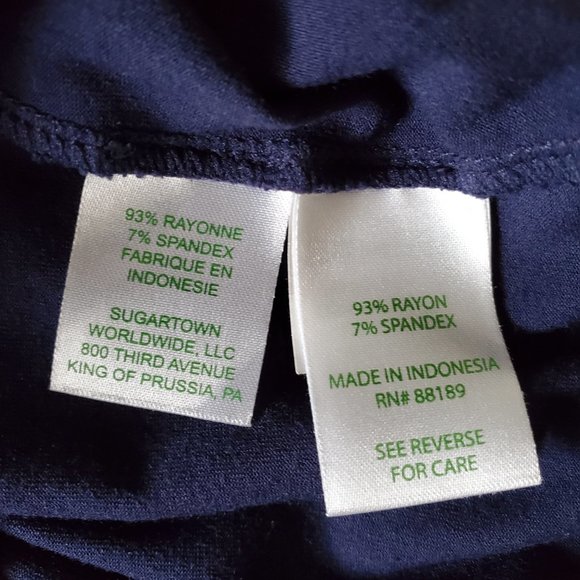 93% RAYONNE
7% SPANDEX
FABRIQUE EN
INDONESIE
SUGARTOWN
WORLDWIDE, LLC
800 THIRD AVENUE
KING OF PRUSSIA, PA
93% RAYON
7% SPANDEX
MADE IN INDONESIA
RN# 88189
SEE REVERSE
FOR CARE